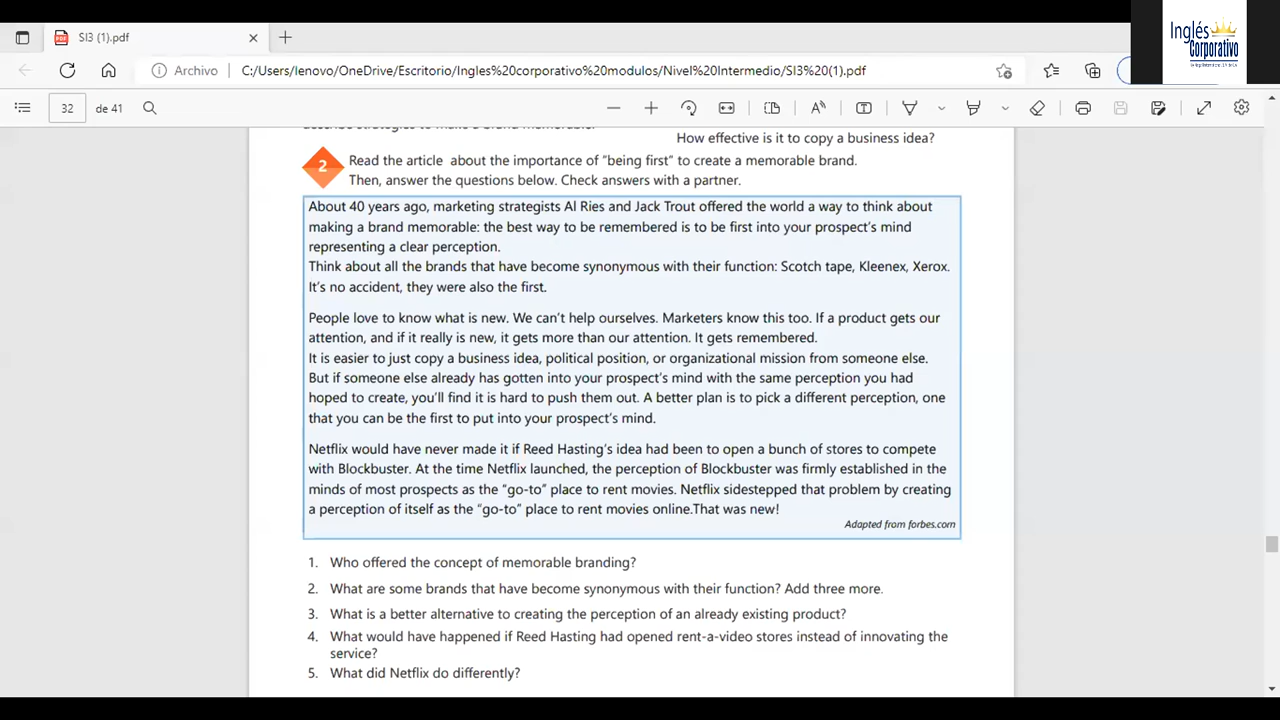 SI3 (1).pdf
Inglés
Corporativo
Archivo
C:/Users/lenovo/OneDrive/Escritorio/Ingles%20Corporativo%20modulos/Nivel%20Intermedio/SI3%20(1).pdf
32
de 41
describe strategies to make a brand memorable.
How effective is it to copy a business idea?
2
Read the article about the importance of "being first" to create a memorable brand.
Then, answer the questions below. Check answers with a partner.
About 40 years ago, marketing strategists Al Ries and Jack Trout offered the world a way to think about
making a brand memorable: the best way to be remembered is to be first into your prospect's mind
representing a clear perception.
Think about all the brands that have become synonymous with their function: Scotch tape, Kleenex, Xerox.
It's no accident, they were also the first.
People love to know what is new. We can't help ourselves. Marketers know this too. If a product gets our
attention, and if it really is new, it gets more than our attention. It gets remembered.
It is easier to just copy a business idea, political position, or organizational mission from someone else.
But if someone else already has gotten into your prospect's mind with the same perception you had
hoped to create, you'll find it is hard to push them out. A better plan is to pick a different perception, one
that you can be the first to put into your prospect's mind.
Netflix would have never made it if Reed Hasting's idea had been to open a bunch of stores to compete
with Blockbuster. At the time Netflix launched, the perception of Blockbuster was firmly established in the
minds of most prospects as the "go-to" place to rent movies. Netflix sidestepped that problem by creating
a perception of itself as the "go-to" place to rent movies online.That was new!
Adapted from forbes.com
1. Who offered the concept of memorable branding?
2. What are some brands that have become synonymous with their function? Add three more.
3. What is a better alternative to creating the perception of an already existing product?
4. What would have happened if Reed Hasting had opened rent-a-video stores instead of innovating the
service?
5. What did Netflix do differently?